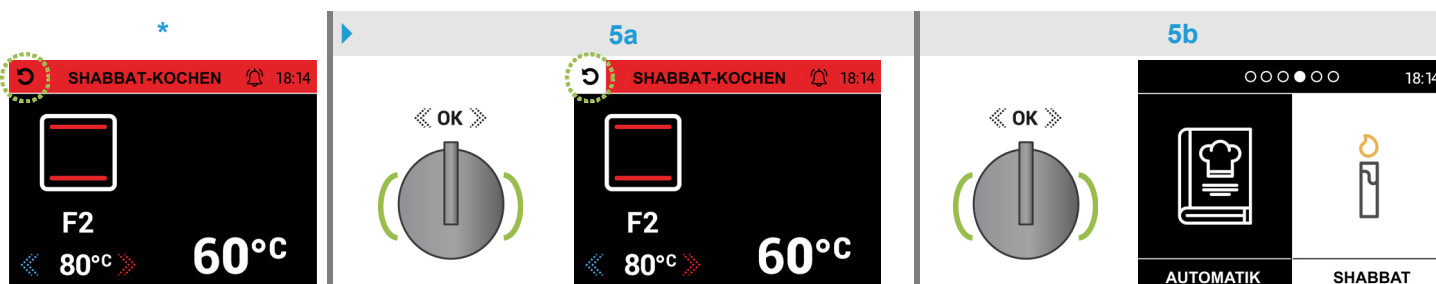 *
5a
5b
SHABBAT-KOCHEN 18:14
F2
80°C 60°C
OK
SHABBAT-KOCHEN 18:14
F2
80°C 60°C
OK
18:14
AUTOMATIK SHABBAT